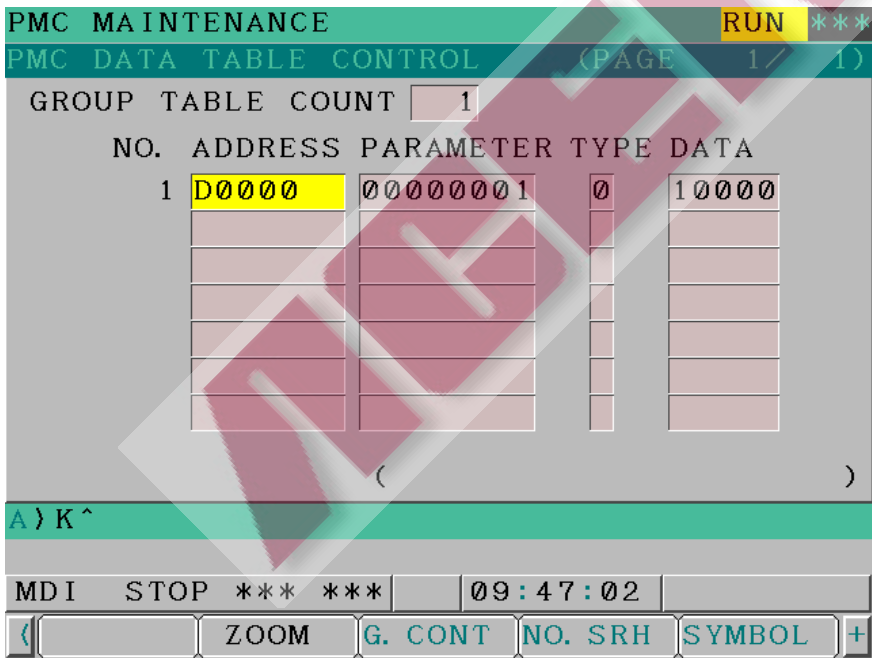 PMC MAINTENANCE RUN ***
PMC DATA TABLE CONTROL (PAGE 1/ 1)
GROUP TABLE COUNT 1
NO. ADDRESS PARAMETER TYPE DATA
1 D0000 00000001 0 10000
( )
A)K^
MDI STOP *** *** 09:47:02
( ZOOM G. CONT NO. SRH SYMBOL +